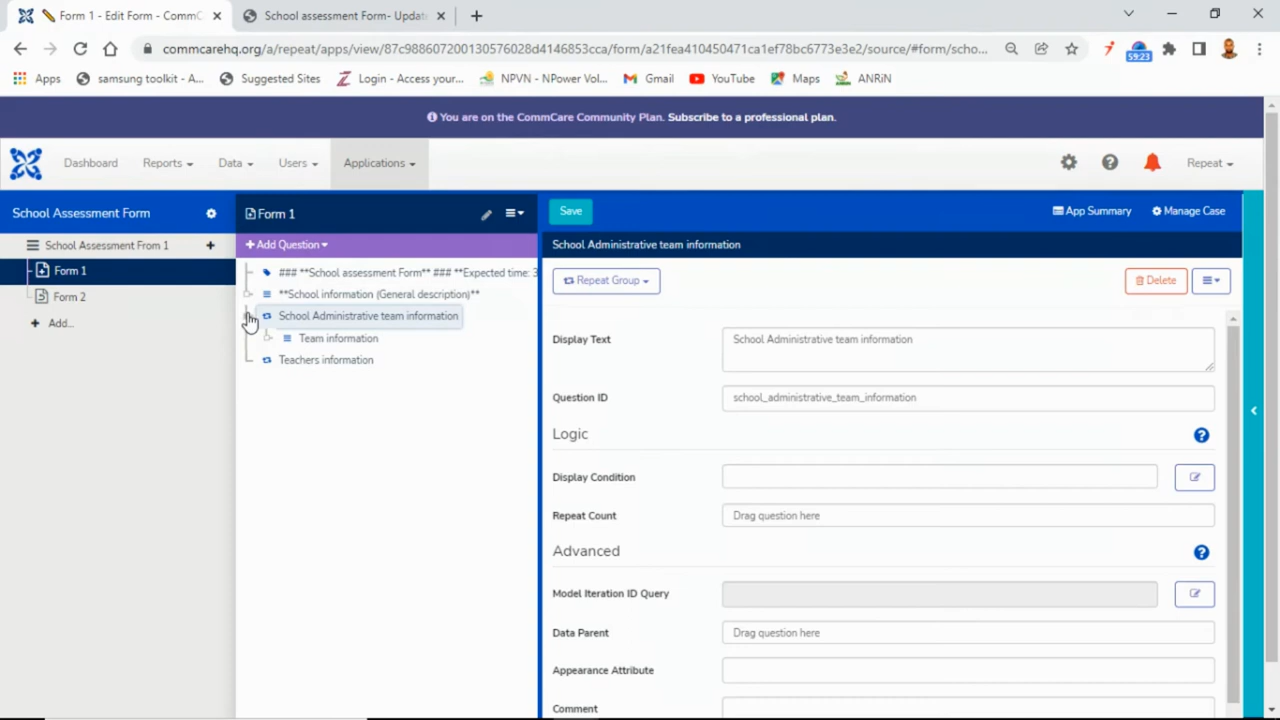 Form 1 - Edit Form - CommC
School assessment Form- Updat
commcarehq.org/a/repeat/apps/view/87c988607200130576028d4146853cca/form/a21fea410450471ca1ef78bc6773e3e2/source/#form/scho...
59:23
Apps
samsung toolkit - A...
Suggested Sites
Login - Access your...
NPVN - NPower Vol...
Gmail
YouTube
Maps
ANRiN
You are on the CommCare Community Plan. Subscribe to a professional plan.
Dashboard
Reports
Data
Users
Applications
Repeat
School Assessment Form
School Assessment From 1
Form 1
Form 2
Add...
Form 1
Add Question
### **School assessment Form** ### **Expected time: 3
**School information (General description)**
School Administrative team information
Team information
Teachers information
Save
App Summary
Manage Case
School Administrative team information
Repeat Group
Delete
Display Text
School Administrative team information
Question ID
school_administrative_team_information
Logic
Display Condition
Repeat Count
Drag question here
Advanced
Model Iteration ID Query
Data Parent
Drag question here
Appearance Attribute
Comment